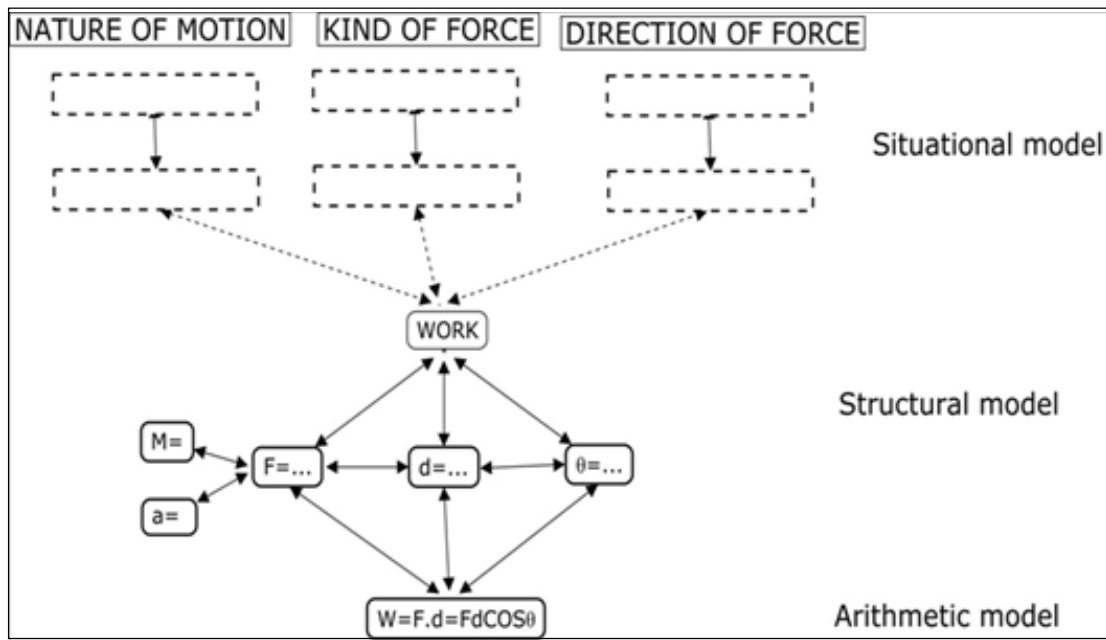 NATURE OF MOTION
KIND OF FORCE
DIRECTION OF FORCE
Situational model
WORK
Structural model
M=
F=...
d=...
θ=...
a=
W=F.d=FdCOSθ
Arithmetic model